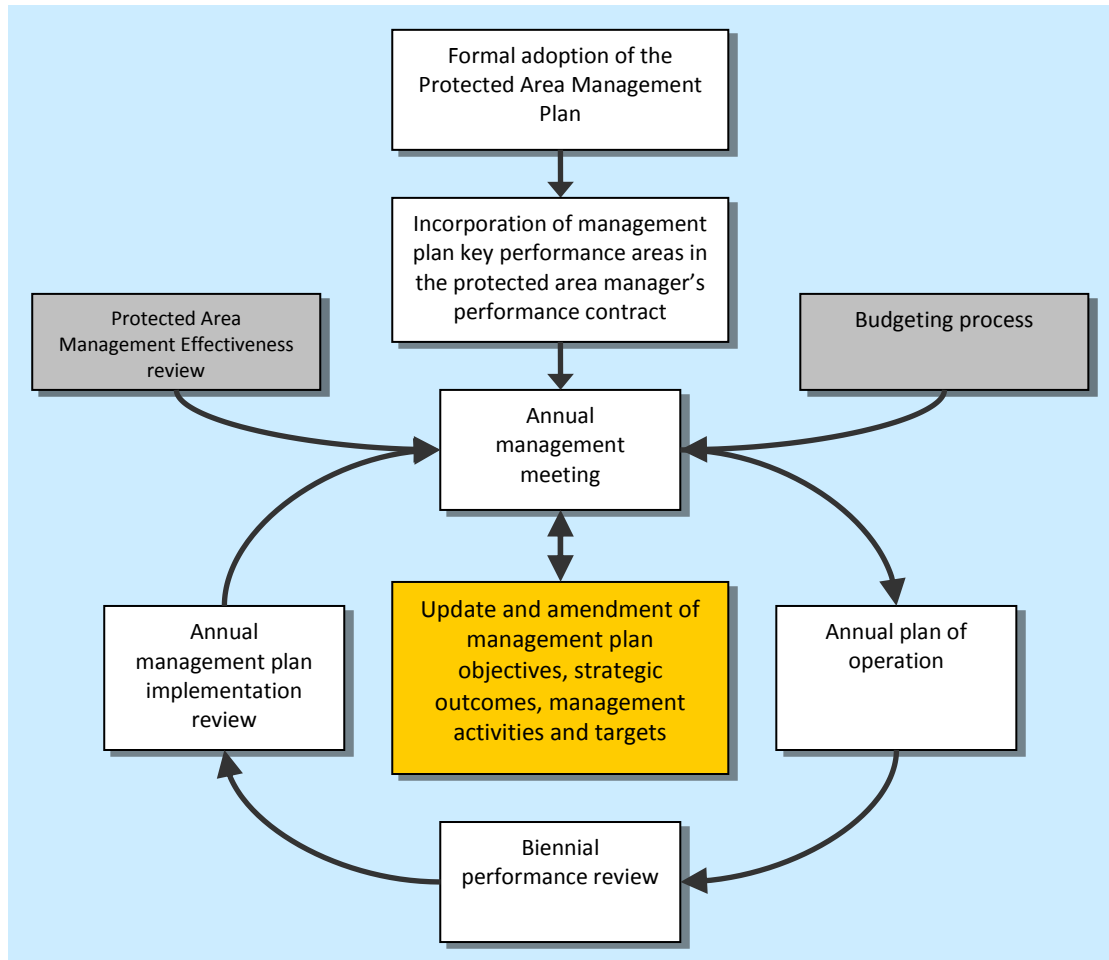 Formal adoption of the
Protected Area Management
Plan
Incorporation of management
plan key performance areas in
the protected area manager’s
performance contract
Protected Area
Management Effectiveness
review
Budgeting process
Annual
management
meeting
Annual
management plan
implementation
review
Update and amendment of
management plan
objectives, strategic
outcomes, management
activities and targets
Annual plan of
operation
Biennial
performance review